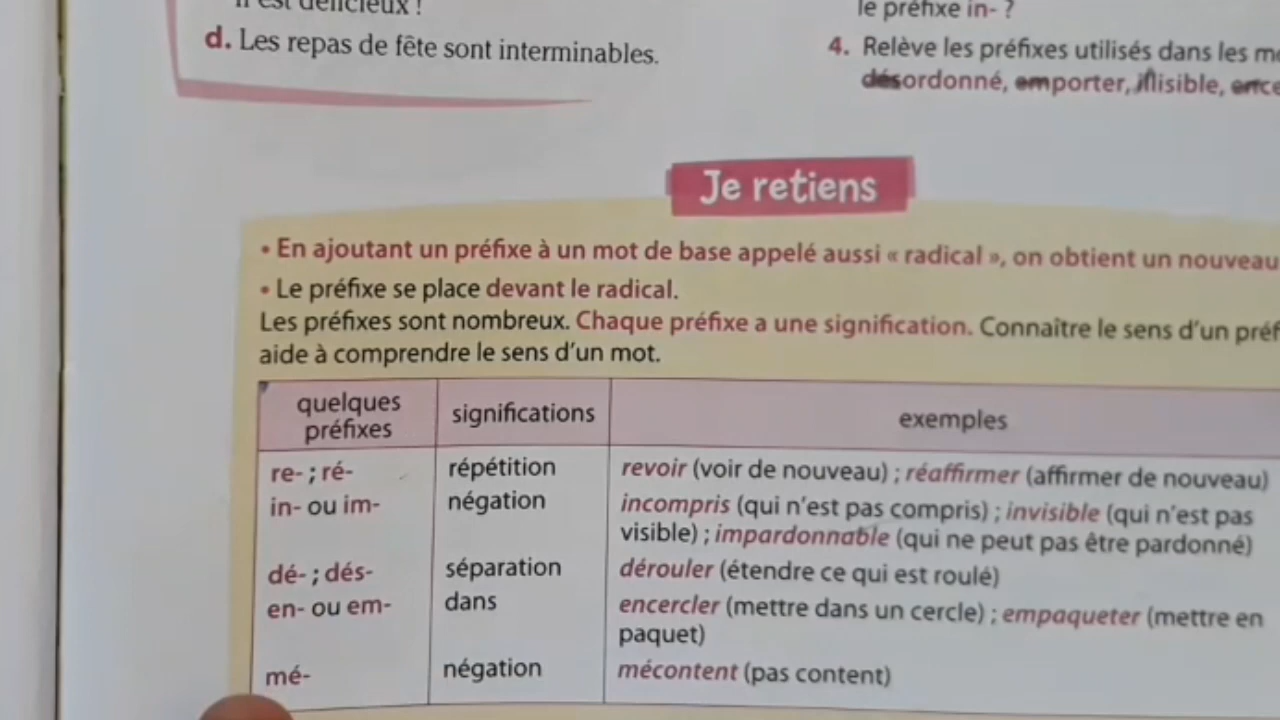 Il est délicieux !
d. Les repas de fête sont interminables.
le préfixe in- ?
4. Relève les préfixes utilisés dans les
désordonné, emporter, illisible,
Je retiens
• En ajoutant un préfixe à un mot de base appelé aussi « radical », on obtient un nouveau
• Le préfixe se place devant le radical.
Les préfixes sont nombreux. Chaque préfixe a une signification. Connaître le sens d'un
aide à comprendre le sens d'un mot.
quelques
préfixes
significations
exemples
re- ; ré-
répétition
revoir (voir de nouveau) ; réaffirmer (affirmer de nouveau)
in- ou im-
négation
incompris (qui n'est pas compris) ; invisible (qui n'est pas
visible) ; impardonnable (qui ne peut pas être pardonné)
dé- ; dés-
séparation
dérouler (étendre ce qui est roulé)
en- ou em-
dans
encercler (mettre dans un cercle) ; empaqueter (mettre en
paquet)
mé-
négation
mécontent (pas content)